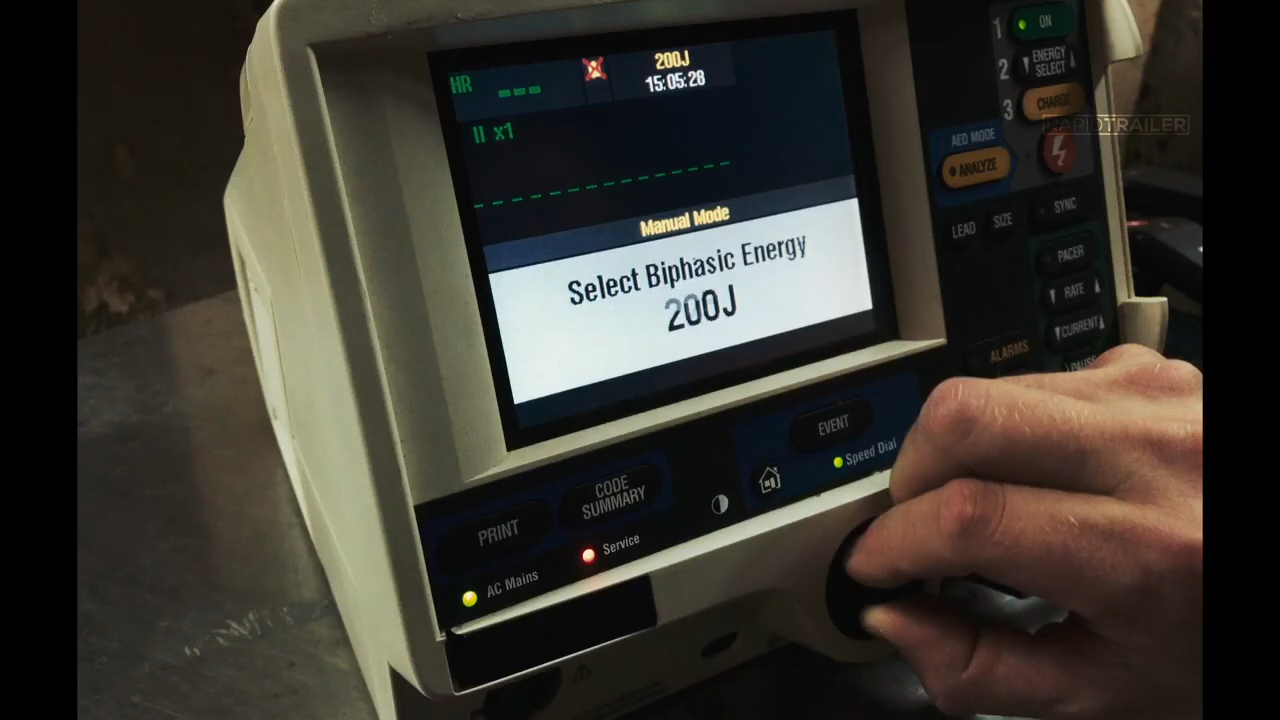 HR ---
200J
15:05:28
II x1
Manual Mode
Select Biphasic Energy
200J
1 ON
2 ENERGY
SELECT
3 CHARGE
RAPIDTRAILER
AED MODE
ANALYZE
LEAD SIZE SYNC
PACER
RATE
CURRENT
ALARMS
PAUSE
EVENT
Speed Dial
CODE
SUMMARY
PRINT
Service
AC Mains